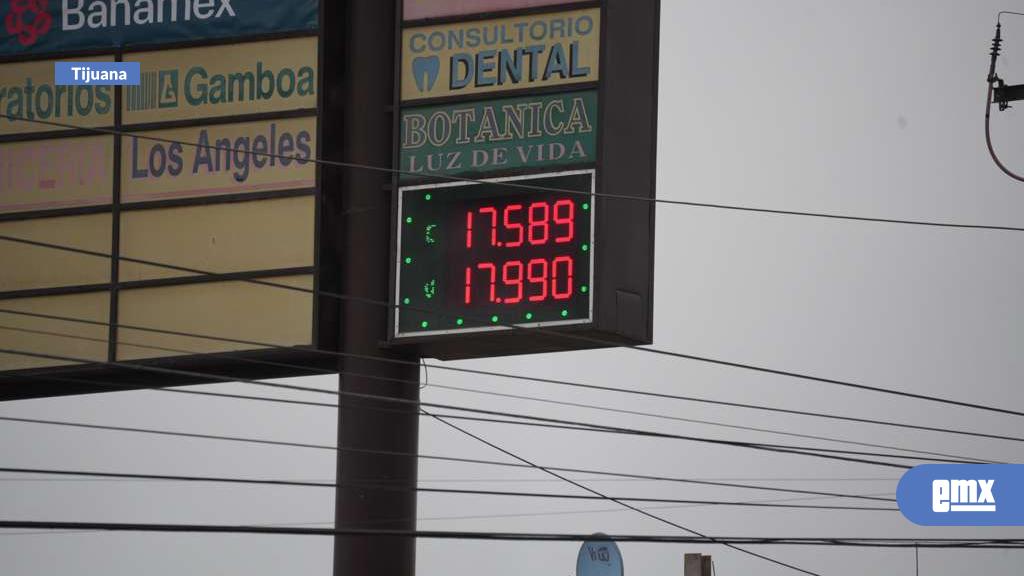 Banamex
Tijuana
ratorios
Gamboa
Los Angeles
CONSULTORIO
DENTAL
BOTANICA
LUZ DE VIDA
17.589
17.990
emx